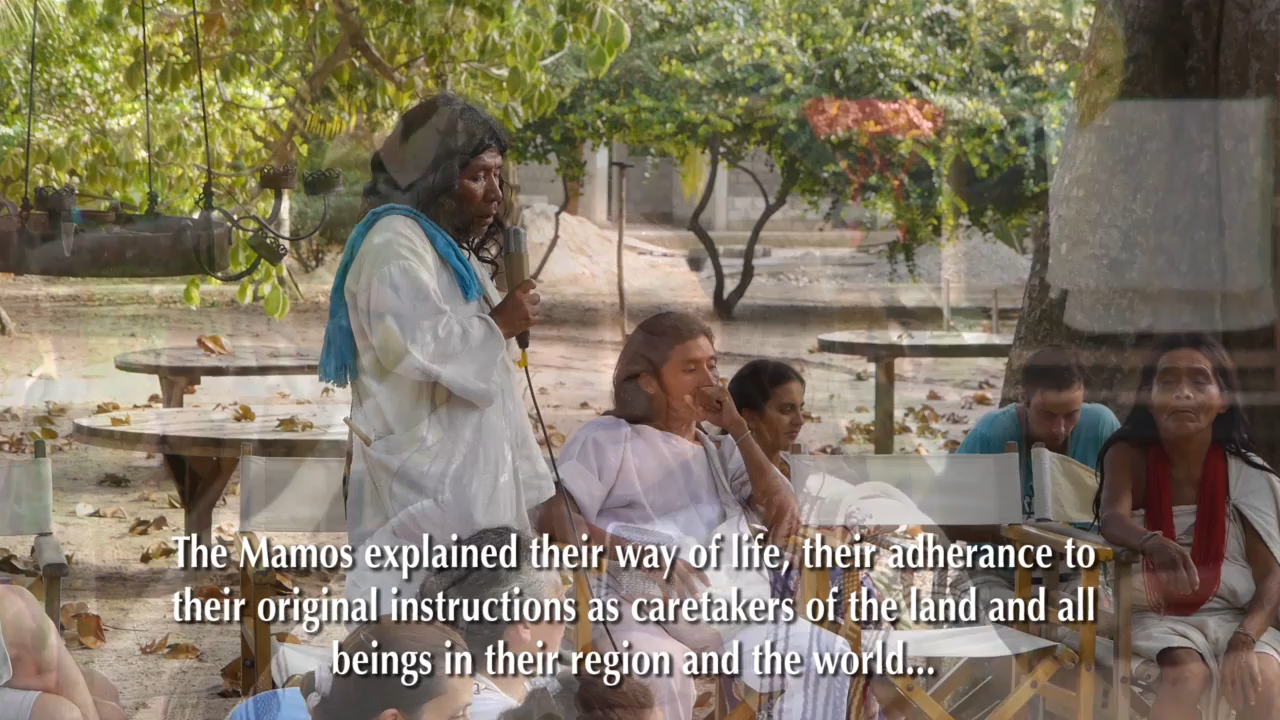 The Mamos explained their way of life, their adherance to
their original instructions as caretakers of the land and all
beings in their region and the world...